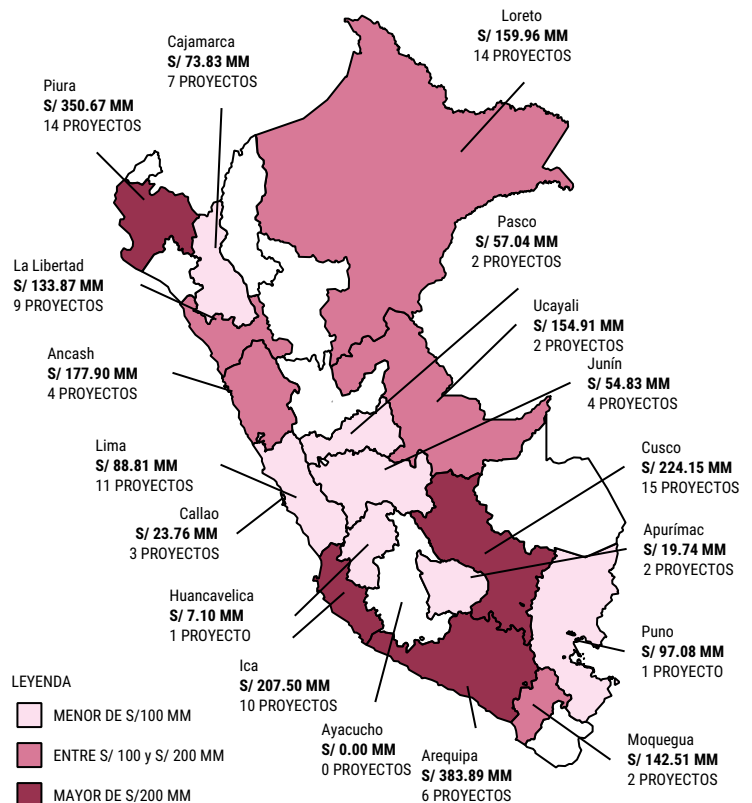 Loreto
S/ 159.96 MM
14 PROYECTOS
Cajamarca
S/ 73.83 MM
7 PROYECTOS
Piura
S/ 350.67 MM
14 PROYECTOS
Pasco
S/ 57.04 MM
2 PROYECTOS
La Libertad
S/ 133.87 MM
9 PROYECTOS
Ucayali
S/ 154.91 MM
2 PROYECTOS
Ancash
S/ 177.90 MM
4 PROYECTOS
Junín
S/ 54.83 MM
4 PROYECTOS
Lima
S/ 88.81 MM
11 PROYECTOS
Cusco
S/ 224.15 MM
15 PROYECTOS
Callao
S/ 23.76 MM
3 PROYECTOS
Apurímac
S/ 19.74 MM
2 PROYECTOS
Huancavelica
S/ 7.10 MM
1 PROYECTO
Puno
S/ 97.08 MM
1 PROYECTO
Ica
S/ 207.50 MM
10 PROYECTOS
Ayacucho
S/ 0.00 MM
0 PROYECTOS
Arequipa
S/ 383.89 MM
6 PROYECTOS
Moquegua
S/ 142.51 MM
2 PROYECTOS
LEYENDA
MENOR DE S/100 MM
ENTRE S/ 100 y S/ 200 MM
MAYOR DE S/200 MM